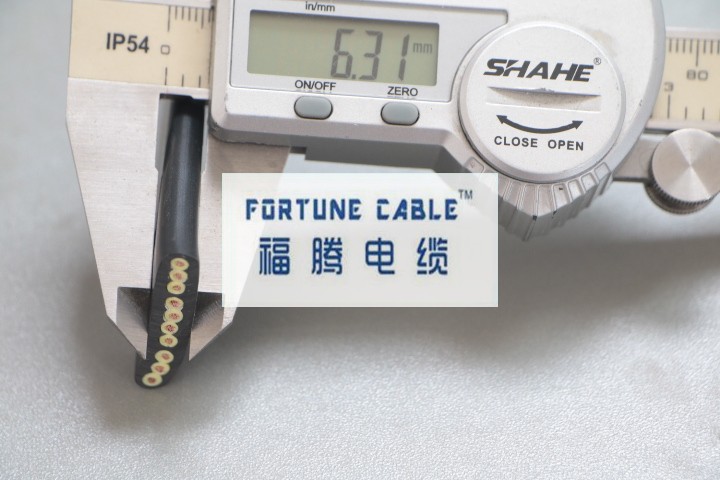 in/mm
IP54
6.31 mm
ON/OFF
ZERO
SHAHE®
CLOSE OPEN
80
3
FORTUNE CABLE™
福腾电缆